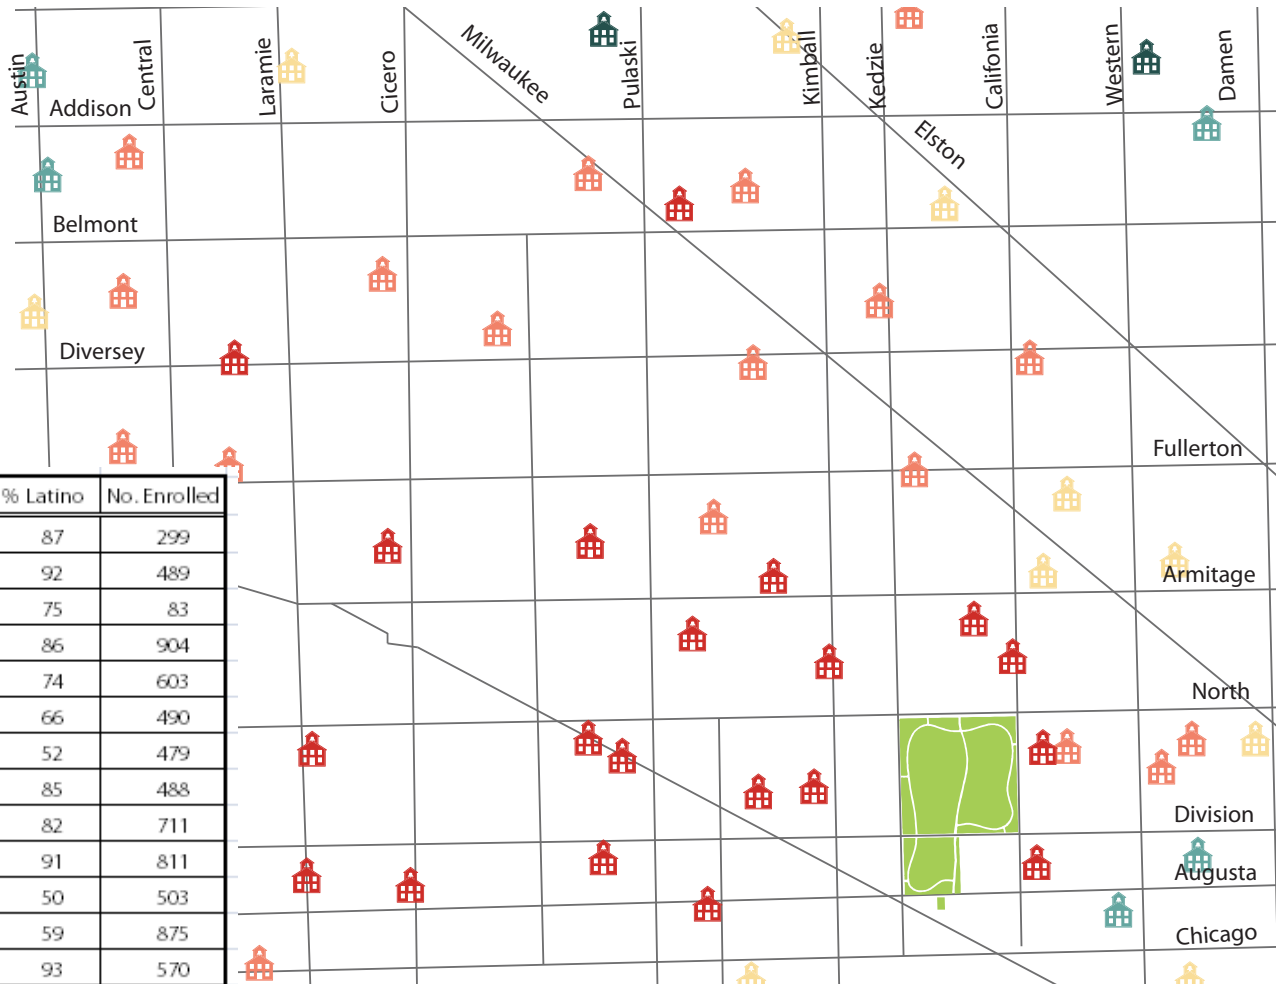 Austin
Central
Laramie
Cicero
Milwaukee
Pulaski
Kimball
Kedzie
Califonia
Western
Damen
Addison
Elston
Belmont
Diversey
Fullerton
Armitage
North
Division
Augusta
Chicago
% Latino No. Enrolled
87 299
92 489
75 83
86 904
74 603
66 490
52 479
85 488
82 711
91 811
50 503
59 875
93 570